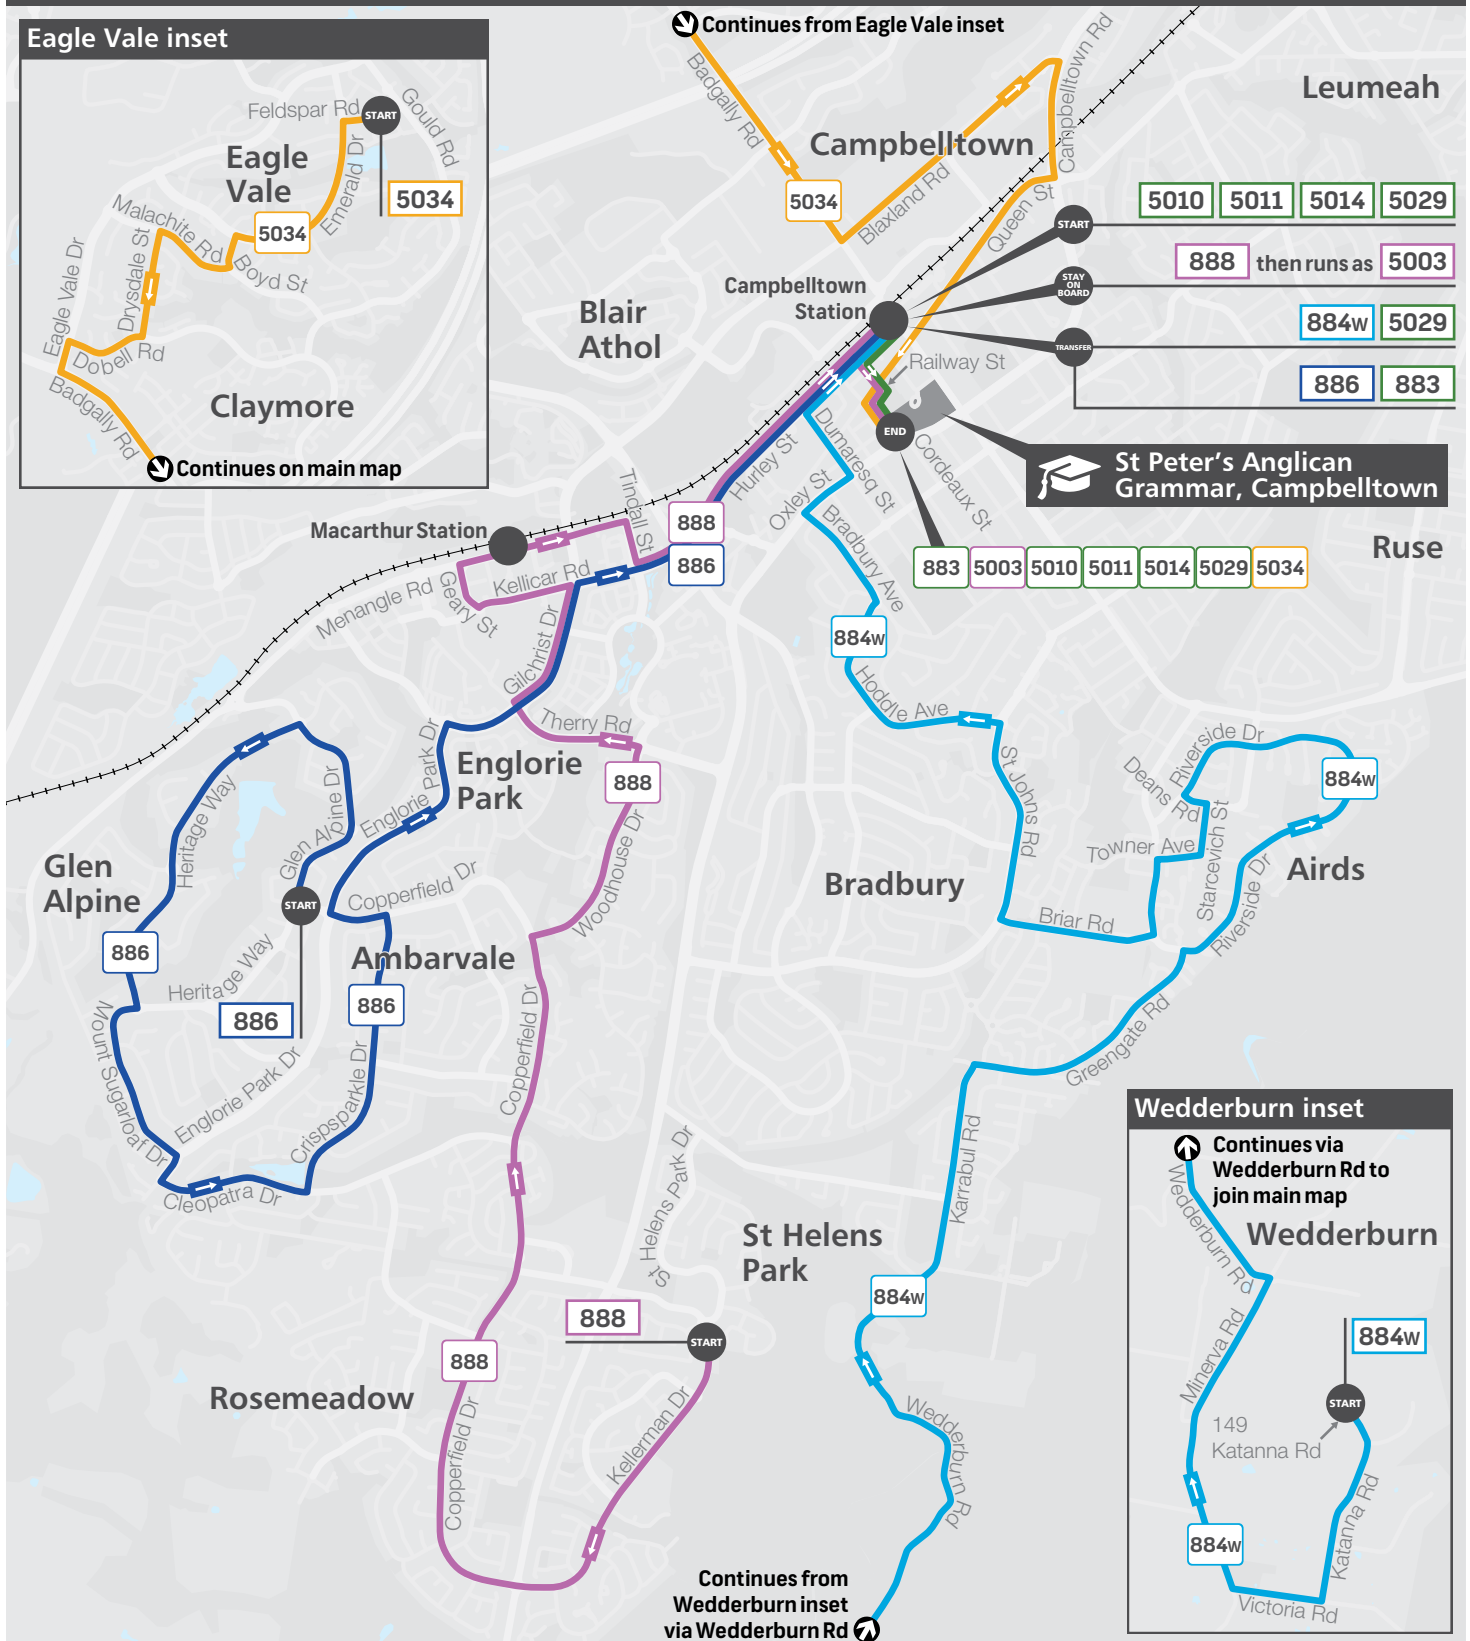 Eagle Vale inset
Feldspar Rd
START
Gould Rd
Eagle
Vale
Emerald Dr
5034
5034
Malachite Rd
Boyd St
Drysdale St
Eagle Vale Dr
Dobell Rd
Badgally Rd
Claymore
Continues on main map
Continues from Eagle Vale inset
Badgally Rd
Campbelltown
Campbelltown Rd
Leumeah
5034
Blaxland Rd
Queen St
5010
5011
5014
5029
START
888
then runs as
5003
STAY
ON
BOARD
884W
5029
TRANSFER
886
883
Campbelltown
Station
Blair
Athol
Railway St
END
St Peter's Anglican
Grammar, Campbelltown
Cordeaux St
Dumaresq St
Hurley St
Oxley St
Bradbury Ave
Tindall St
Macarthur Station
888
886
Ruse
883
5003
5010
5011
5014
5029
5034
Kellicar Rd
Geary St
Menangle Rd
Gilchrist Dr
884W
Hoddle Ave
Therry Rd
888
Englorie
Park
Englorie Park Dr
St Johns Rd
Riverside Dr
Deans Rd
884W
Towner Ave
Starcevich St
Riverside Dr
Airds
Heritage Way
Glen Alpine Dr
Glen
Alpine
START
Copperfield Dr
Woodhouse Dr
Bradbury
Briar Rd
886
Heritage Way
Ambarvale
886
886
Mount Sugarloaf Dr
Englorie Park Dr
Crispsparkle Dr
Cleopatra Dr
Copperfield Dr
Greengate Rd
Karrabul Rd
St Helens Park Dr
St Helens
Park
884W
888
START
888
Rosemeadow
Copperfield Dr
Kellerman Dr
Wedderburn Rd
Continues from
Wedderburn inset
via Wedderburn Rd
Wedderburn inset
Continues via
Wedderburn Rd to
join main map
Wedderburn Rd
Wedderburn
Minerva Rd
884W
START
149
Katanna Rd
Katanna Rd
884W
Victoria Rd